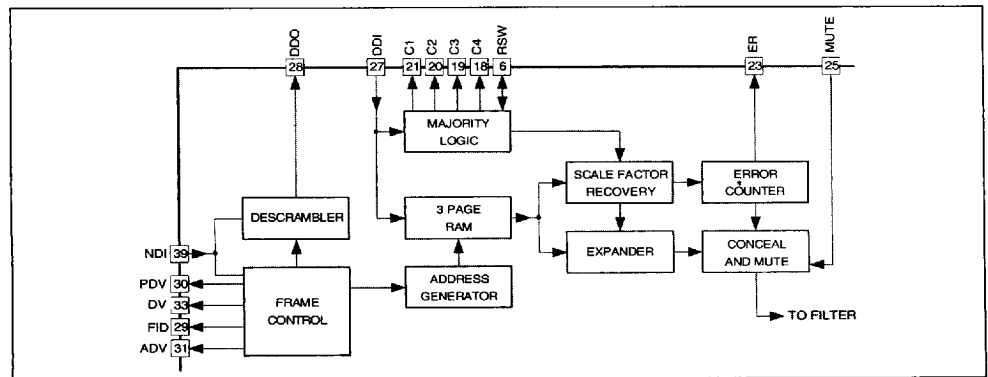 DDO
DDI
C1
C2
C3
C4
RSW
ER
MUTE
28
27
21
20
19
18
6
23
25
MAJORITY
LOGIC
SCALE FACTOR
RECOVERY
ERROR
COUNTER
DESCRAMBLER
3 PAGE
RAM
EXPANDER
CONCEAL
AND MUTE
NDI
39
PDV
30
DV
33
FID
29
ADV
31
FRAME
CONTROL
ADDRESS
GENERATOR
TO FILTER